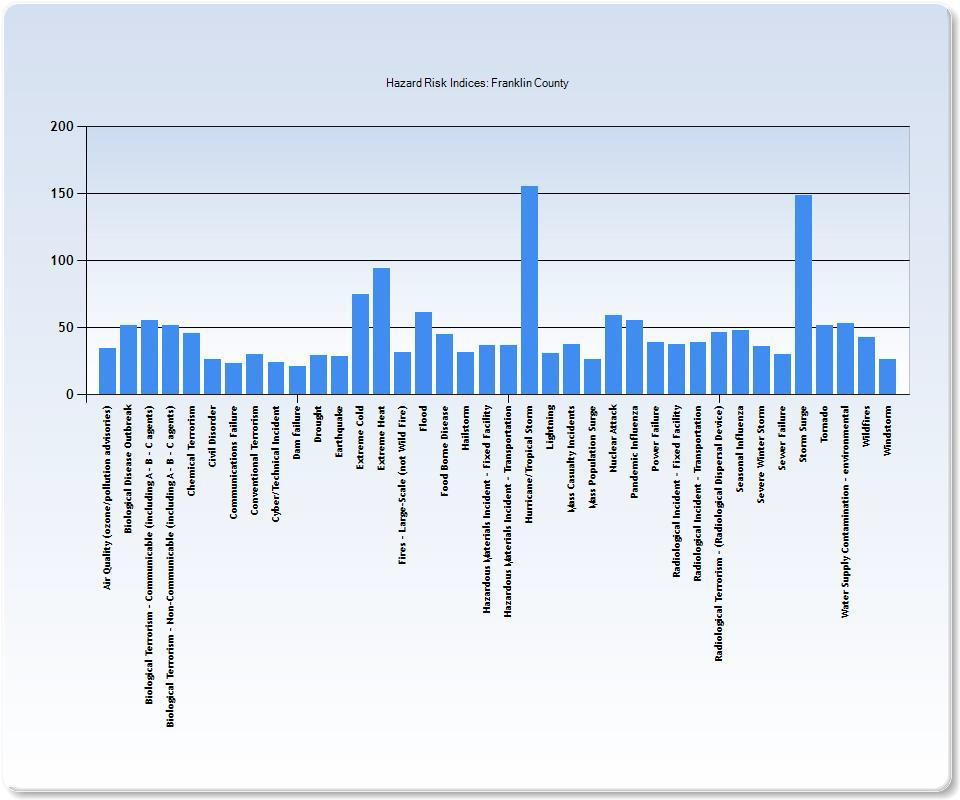 Hazard Risk Indices: Franklin County
200
150
100
50
0
Air Quality (ozone/pollution advisories)
Biological Disease Outbreak
Biological Terrorism - Communicable (including A - B - C agents)
Biological Terrorism - Non-Communicable (including A - B - C agents)
Chemical Terrorism
Civil Disorder
Communications Failure
Conventional Terrorism
Cyber/Technical Incident
Dam failure
Drought
Earthquake
Extreme Cold
Extreme Heat
Fires - Large-Scale (not Wild Fire)
Flood
Food Borne Disease
Hailstorm
Hazardous Materials Incident - Fixed Facility
Hazardous Materials Incident - Transportation
Hurricane/Tropical Storm
Lightning
Mass Casualty Incidents
Mass Population Surge
Nuclear Attack
Pandemic Influenza
Power Failure
Radiological Incident - Fixed Facility
Radiological Incident - Transportation
Radiological Terrorism - (Radiological Dispersal Device)
Seasonal Influenza
Severe Winter Storm
Sewer Failure
Storm Surge
Tornado
Water Supply Contamination - environmental
Wildfires
Windstorm